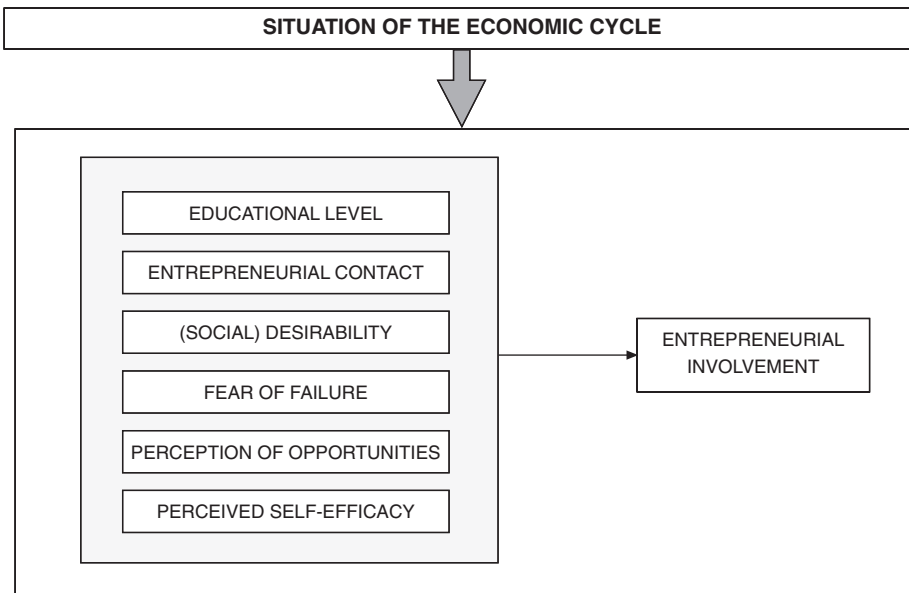 SITUATION OF THE ECONOMIC CYCLE
EDUCATIONAL LEVEL
ENTREPRENEURIAL CONTACT
(SOCIAL) DESIRABILITY
FEAR OF FAILURE
PERCEPTION OF OPPORTUNITIES
PERCEIVED SELF-EFFICACY
ENTREPRENEURIAL
INVOLVEMENT